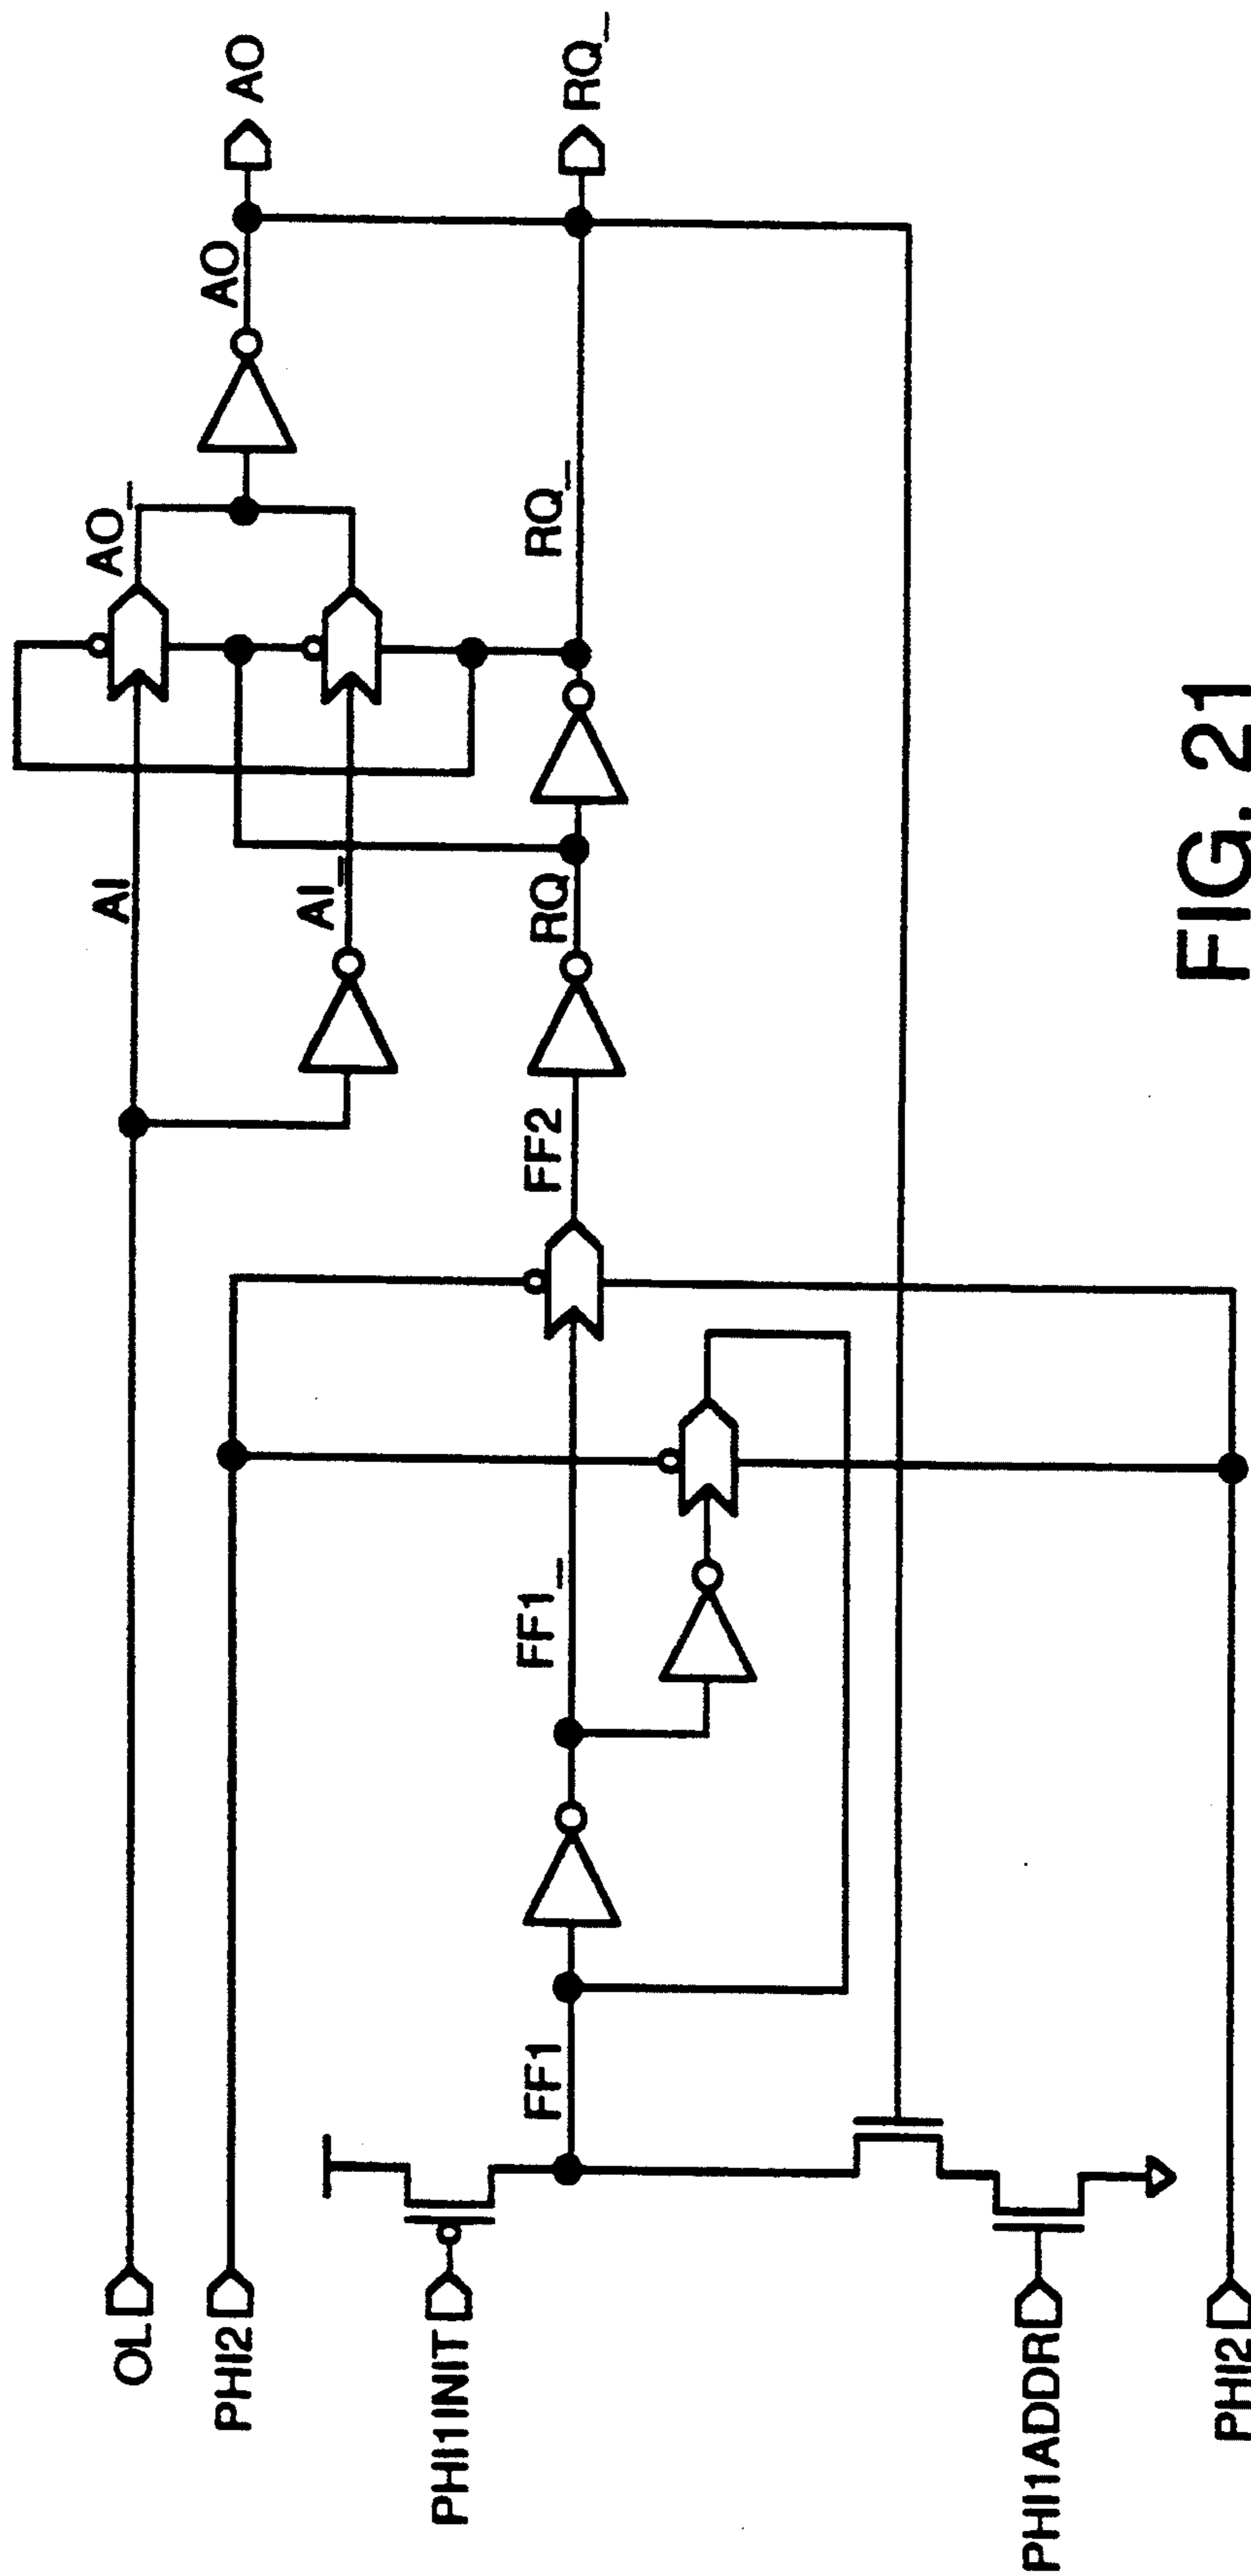 OL
AI
AO_
AO
AO
PHI2
AI_
PHI1INIT
FF1
FF1_
FF2
RQ
RQ_
RQ_
PHI1ADDR
PHI2
FIG. 21